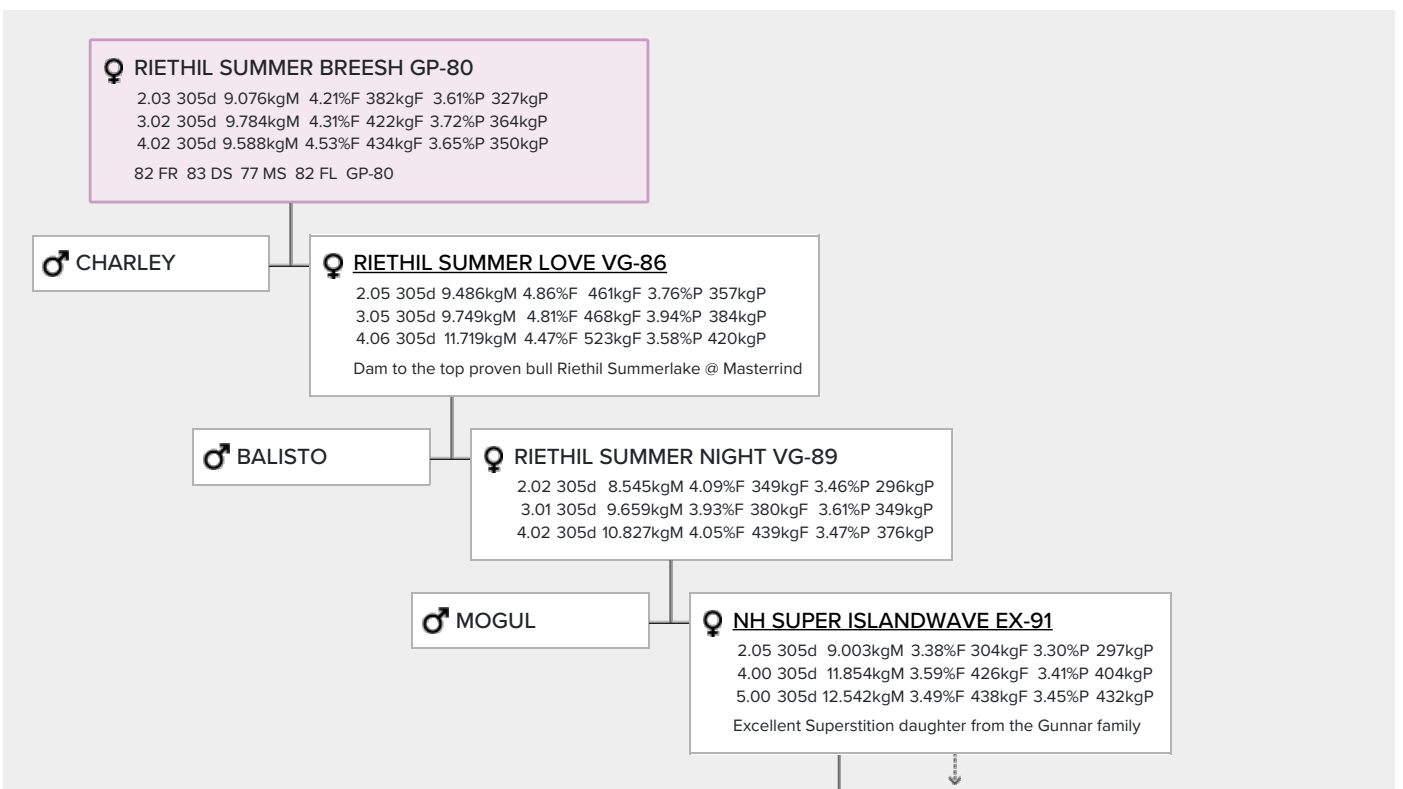 RIETHIL SUMMER BREESH GP-80
2.03 305d 9.076kgM 4.21%F 382kgF 3.61%P 327kgP
3.02 305d 9.784kgM 4.31%F 422kgF 3.72%P 364kgP
4.02 305d 9.588kgM 4.53%F 434kgF 3.65%P 350kgP
82 FR 83 DS 77 MS 82 FL GP-80
CHARLEY
RIETHIL SUMMER LOVE VG-86
2.05 305d 9.486kgM 4.86%F 461kgF 3.76%P 357kgP
3.05 305d 9.749kgM 4.81%F 468kgF 3.94%P 384kgP
4.06 305d 11.719kgM 4.47%F 523kgF 3.58%P 420kgP
Dam to the top proven bull Riethil Summerlake @ Masterrind
BALISTO
RIETHIL SUMMER NIGHT VG-89
2.02 305d 8.545kgM 4.09%F 349kgF 3.46%P 296kgP
3.01 305d 9.659kgM 3.93%F 380kgF 3.61%P 349kgP
4.02 305d 10.827kgM 4.05%F 439kgF 3.47%P 376kgP
MOGUL
NH SUPER ISLANDWAVE EX-91
2.05 305d 9.003kgM 3.38%F 304kgF 3.30%P 297kgP
4.00 305d 11.854kgM 3.59%F 426kgF 3.41%P 404kgP
5.00 305d 12.542kgM 3.49%F 438kgF 3.45%P 432kgP
Excellent Superstition daughter from the Gunnar family